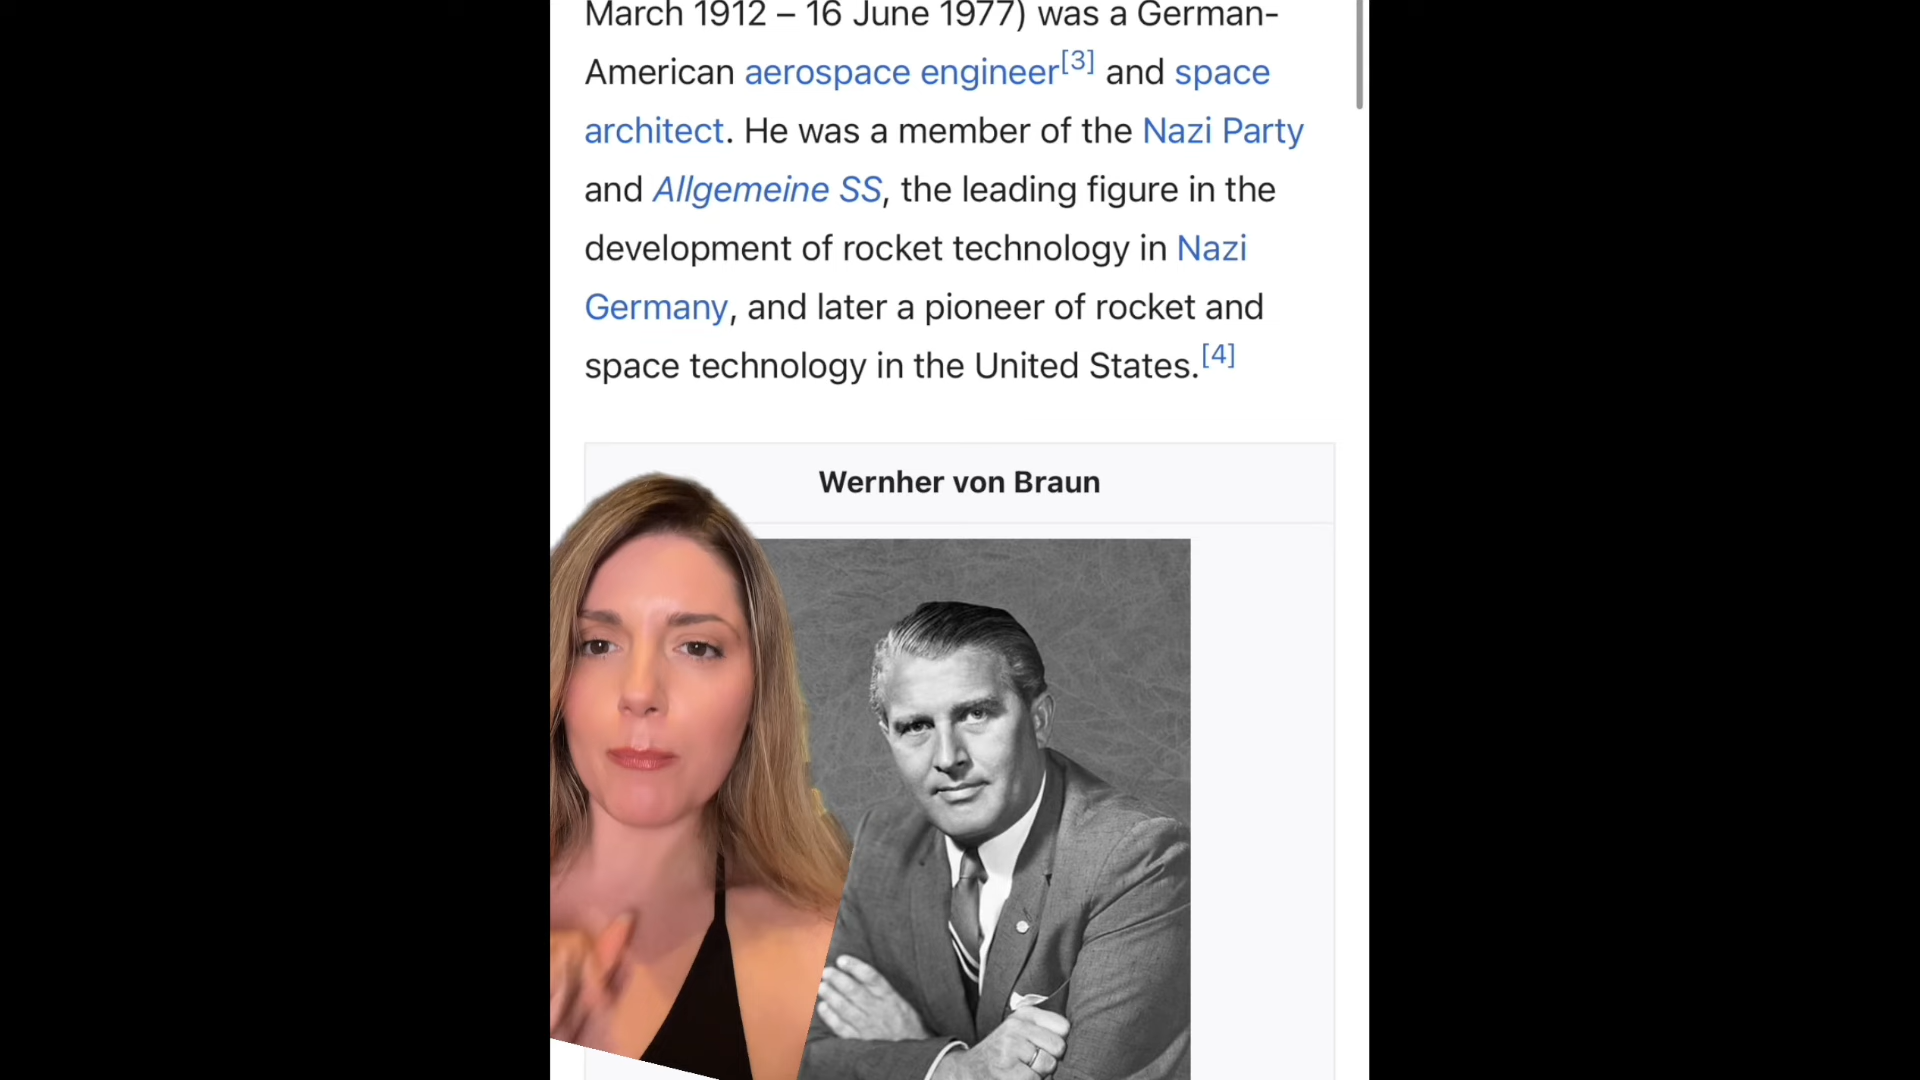 March 1912 – 16 June 1977) was a German-
American aerospace engineer[3] and space
architect. He was a member of the Nazi Party
and Allgemeine SS, the leading figure in the
development of rocket technology in Nazi
Germany, and later a pioneer of rocket and
space technology in the United States.[4]
Wernher von Braun